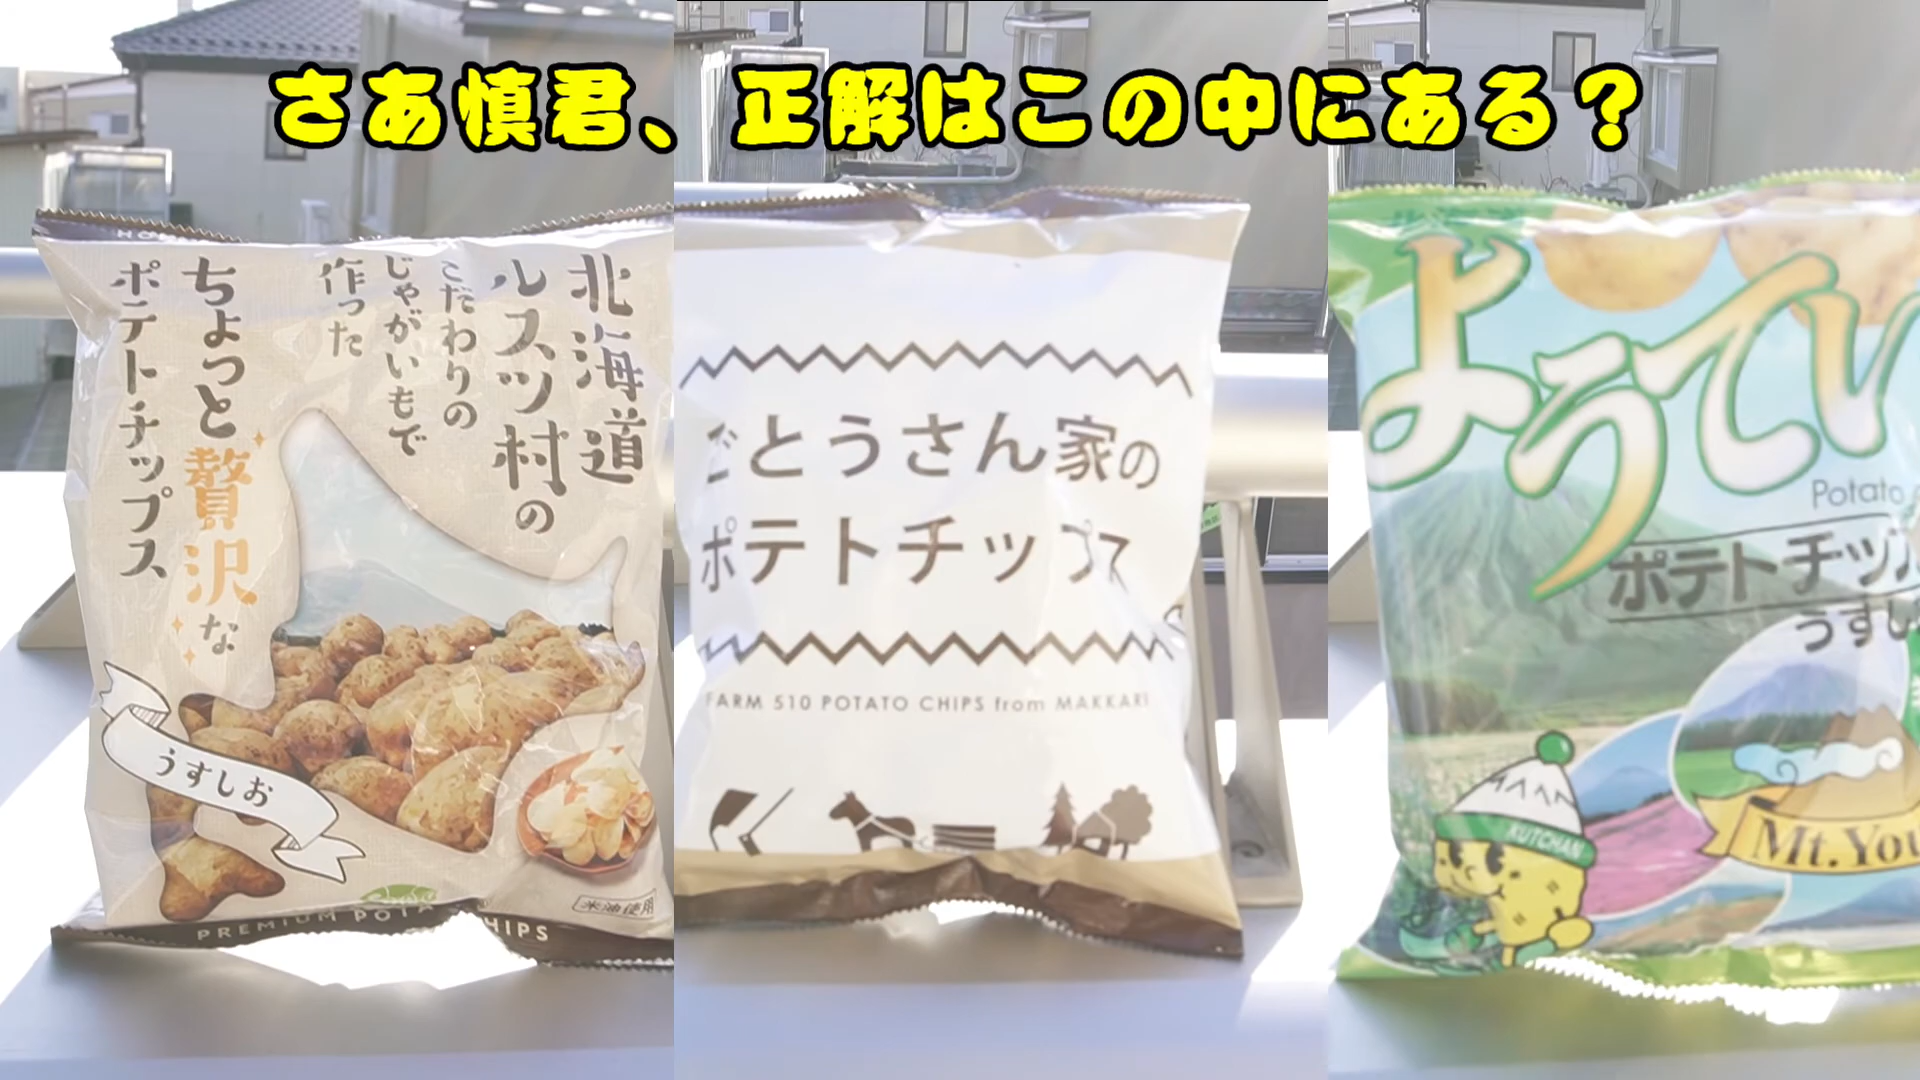 さあ慎君、正解はこの中にある？
北海道
ルスツ村の
こだわりの
じゃがいもで
作った
ちょっと贅沢な
ポテトチップス
うすしお
米油使用
PREMIUM POTA HIPS
ごとうさん家の
ポテトチップス
FARM 510 POTATO CHIPS from MAKKARI
ようてい
Potato
ポテトチップ
うすし
KUTCHAN
Mt.You